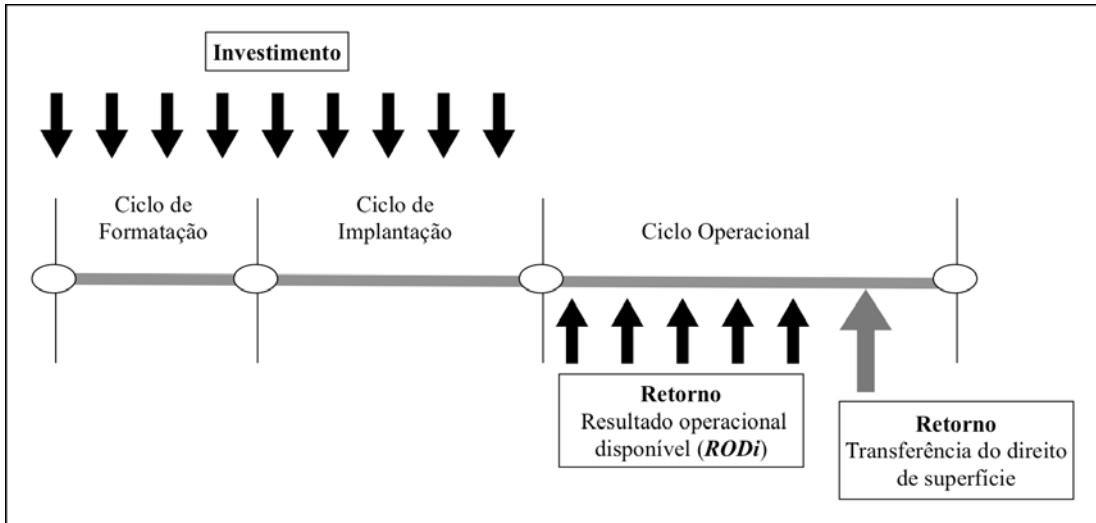 Investimento
Ciclo de
Formatação
Ciclo de
Implantação
Ciclo Operacional
Retorno
Resultado operacional
disponível (RODi)
Retorno
Transferência do direito
de superfície